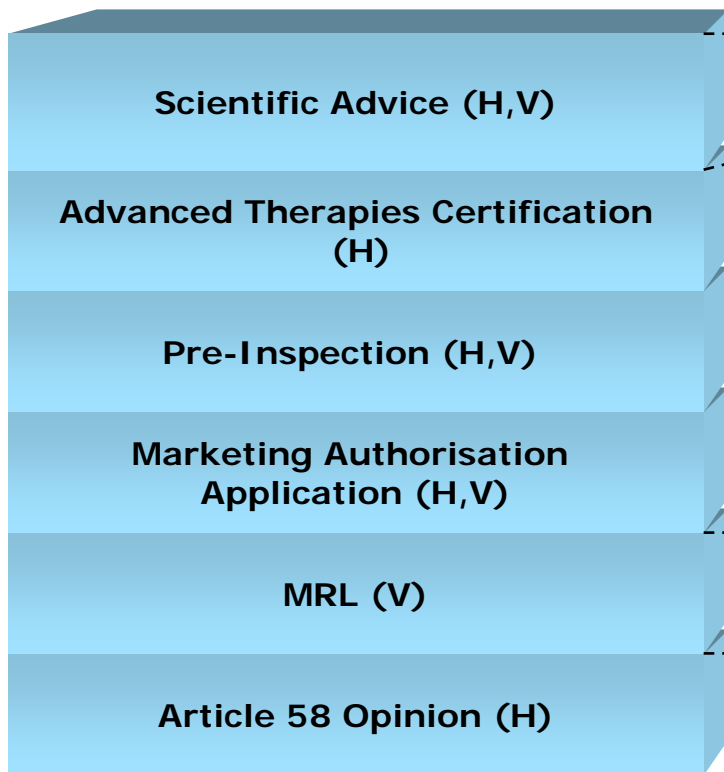 Scientific Advice (H,V)
Advanced Therapies Certification
(H)
Pre-Inspection (H,V)
Marketing Authorisation
Application (H,V)
MRL (V)
Article 58 Opinion (H)